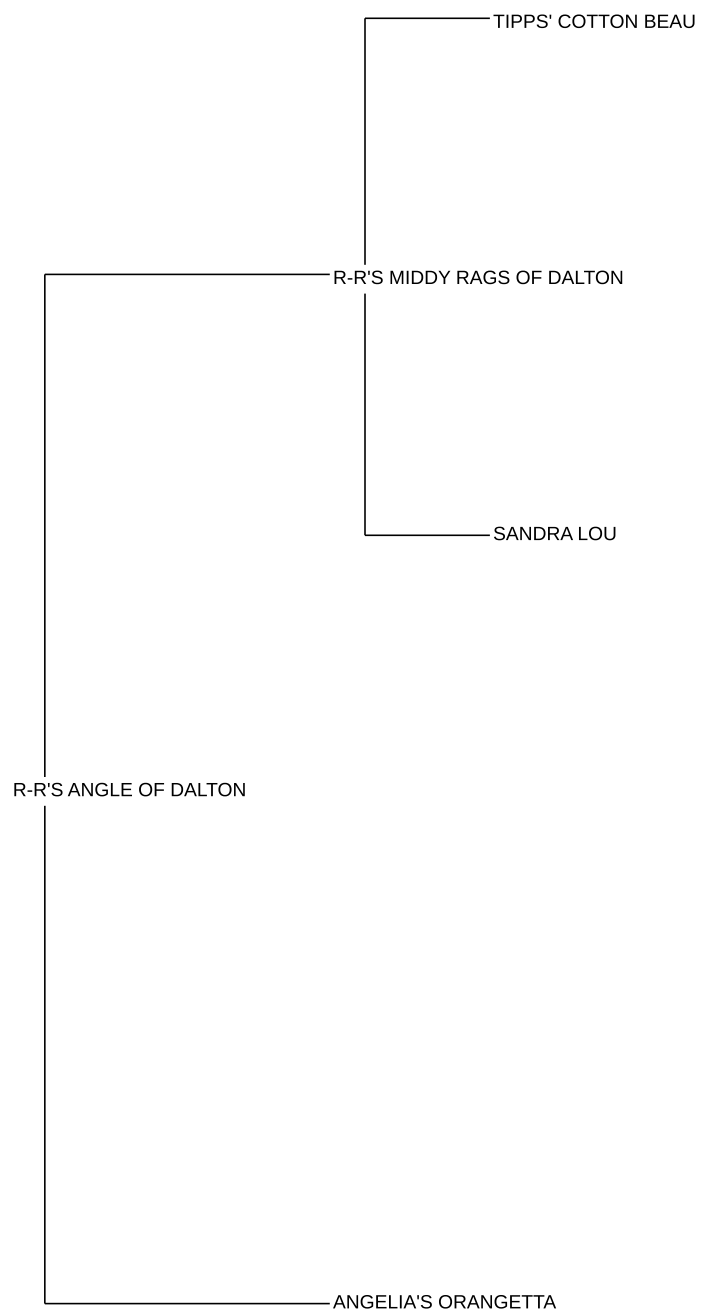 TIPPS' COTTON BEAU
R-R'S MIDDY RAGS OF DALTON
SANDRA LOU
R-R'S ANGLE OF DALTON
ANGELIA'S ORANGETTA